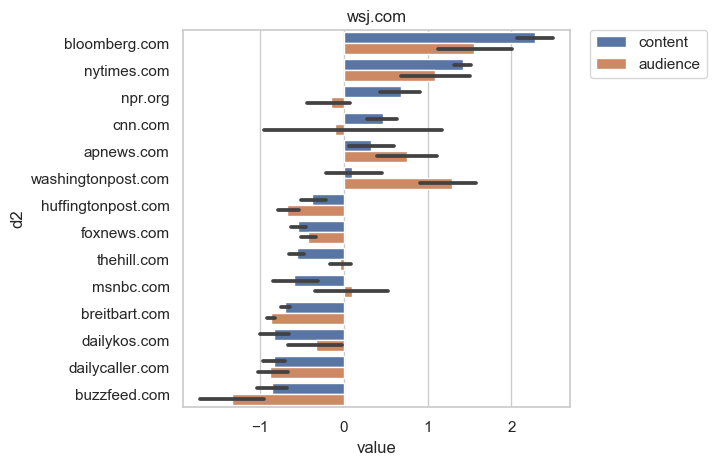 wsj.com
content
audience
bloomberg.com
nytimes.com
npr.org
cnn.com
apnews.com
washingtonpost.com
huffingtonpost.com
foxnews.com
thehill.com
msnbc.com
breitbart.com
dailykos.com
dailycaller.com
buzzfeed.com
d2
−1 0 1 2
value